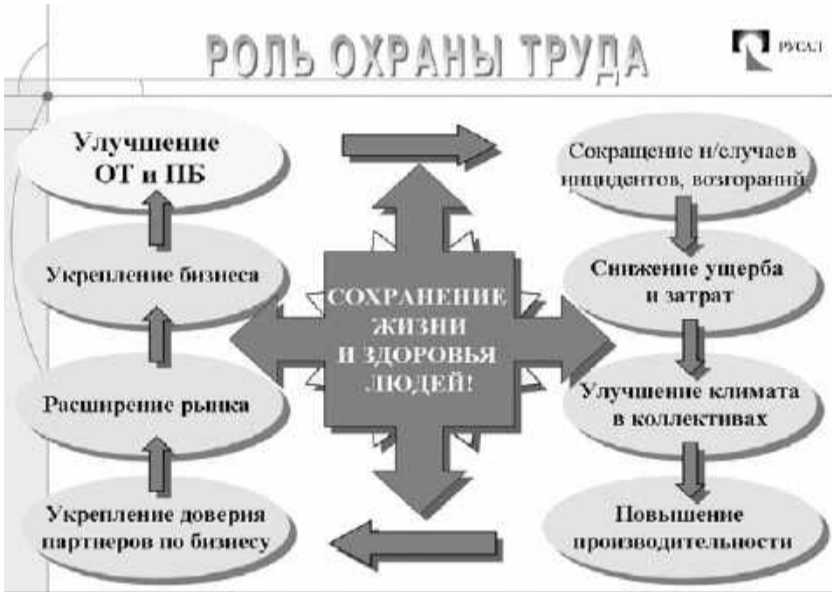 РОЛЬ ОХРАНЫ ТРУДА
РУСАЛ
Улучшение
ОТ и ПБ
Укрепление бизнеса
Расширение рынка
Укрепление доверия
партнеров по бизнесу
СОХРАНЕНИЕ
ЖИЗНИ
И ЗДОРОВЬЯ
ЛЮДЕЙ!
Сокращение н/случаев
инцидентов, возгораний
Снижение ущерба
и затрат
Улучшение климата
в коллективах
Повышение
производительности